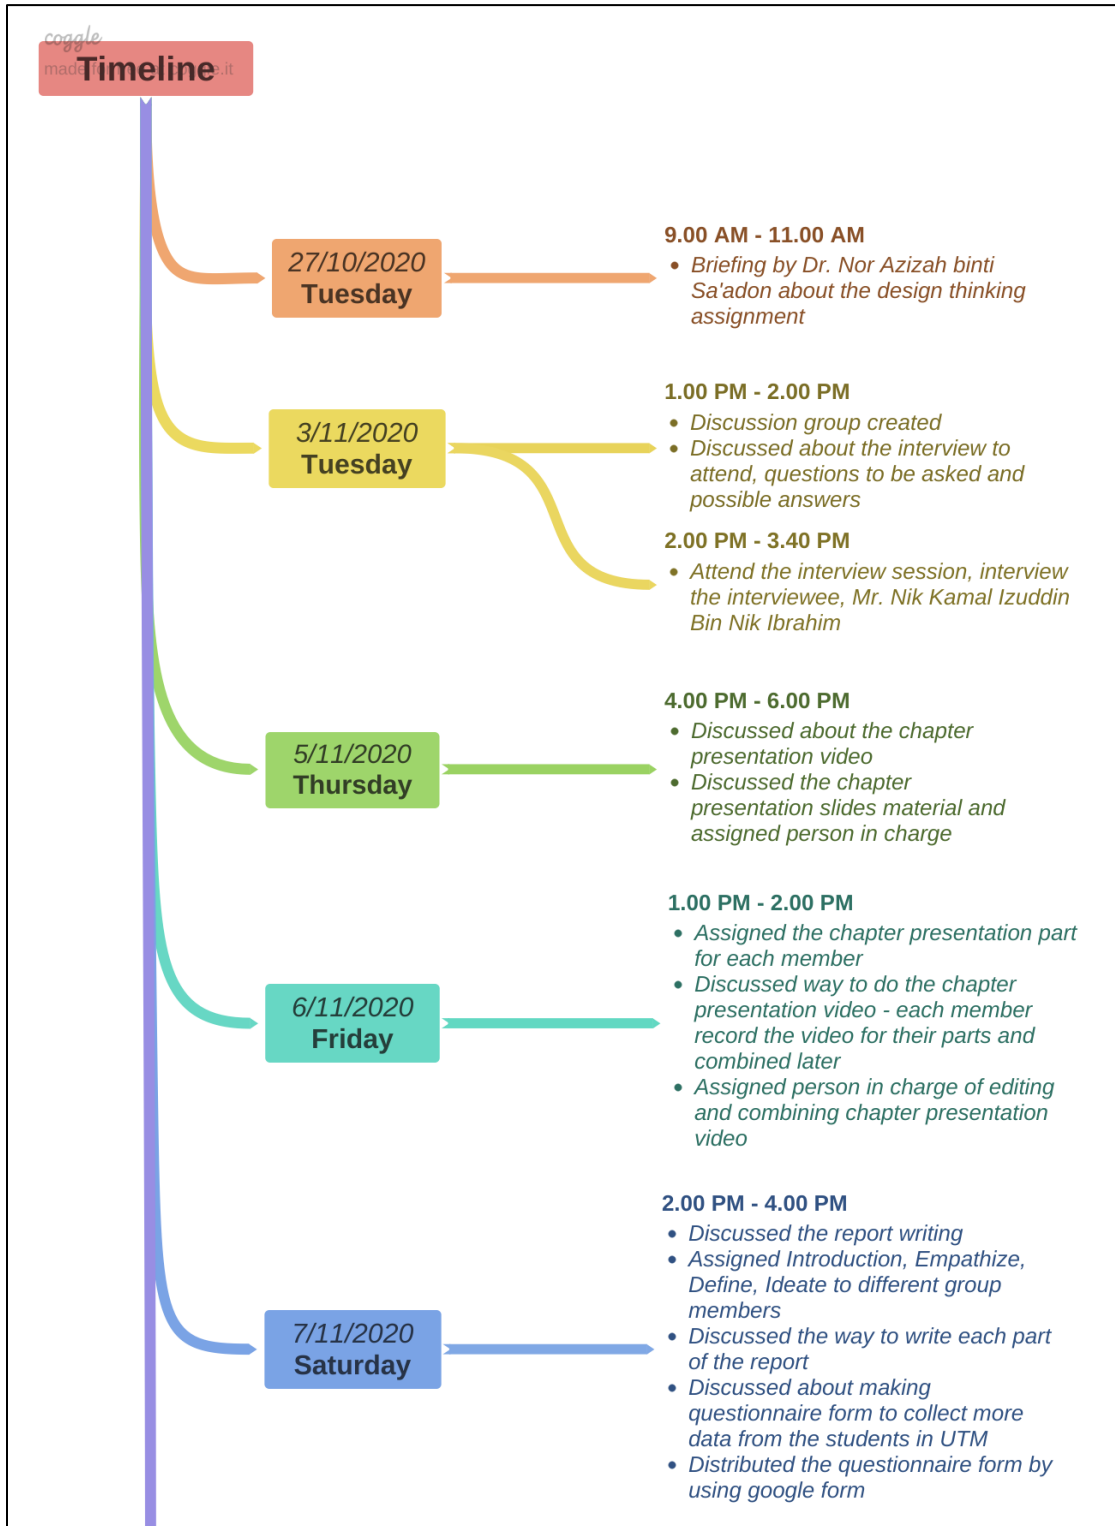 coggle
made for free at coggle.it
Timeline
27/10/2020
Tuesday
9.00 AM - 11.00 AM
• Briefing by Dr. Nor Azizah binti
Sa'adon about the design thinking
assignment
3/11/2020
Tuesday
1.00 PM - 2.00 PM
• Discussion group created
• Discussed about the interview to
attend, questions to be asked and
possible answers
2.00 PM - 3.40 PM
• Attend the interview session, interview
the interviewee, Mr. Nik Kamal Izuddin
Bin Nik Ibrahim
5/11/2020
Thursday
4.00 PM - 6.00 PM
• Discussed about the chapter
presentation video
• Discussed the chapter
presentation slides material and
assigned person in charge
6/11/2020
Friday
1.00 PM - 2.00 PM
• Assigned the chapter presentation part
for each member
• Discussed way to do the chapter
presentation video - each member
record the video for their parts and
combined later
• Assigned person in charge of editing
and combining chapter presentation
video
7/11/2020
Saturday
2.00 PM - 4.00 PM
• Discussed the report writing
• Assigned Introduction, Empathize,
Define, Ideate to different group
members
• Discussed the way to write each part
of the report
• Discussed about making
questionnaire form to collect more
data from the students in UTM
• Distributed the questionnaire form by
using google form